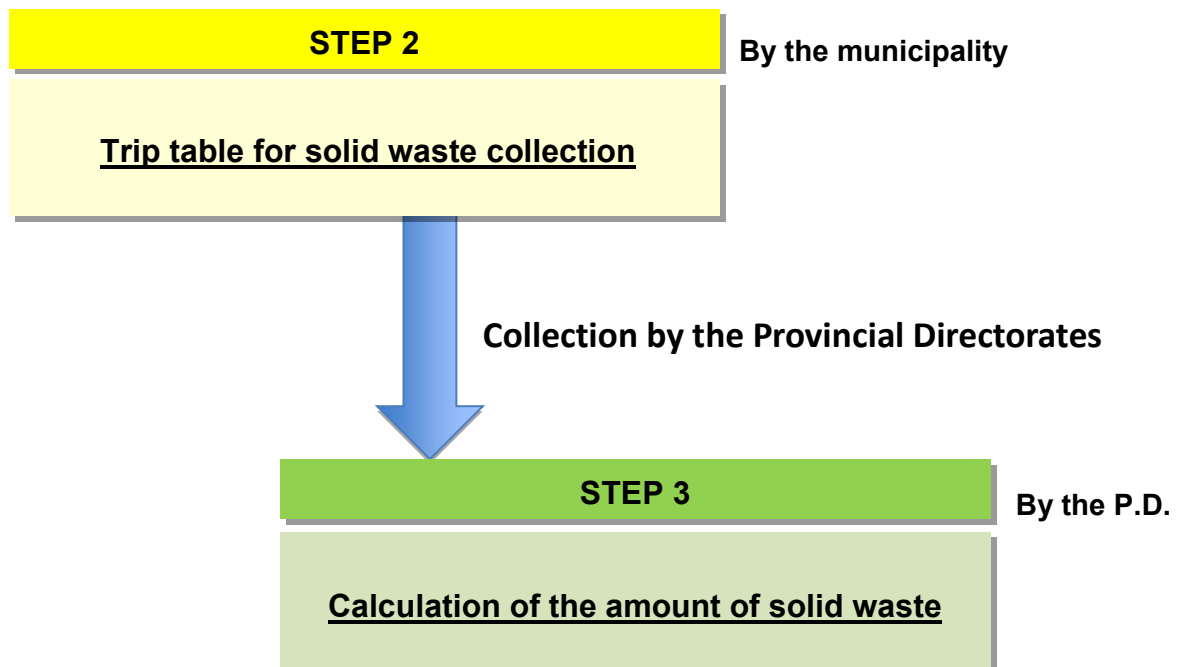 STEP 2
By the municipality
Trip table for solid waste collection
Collection by the Provincial Directorates
STEP 3
By the P.D.
Calculation of the amount of solid waste